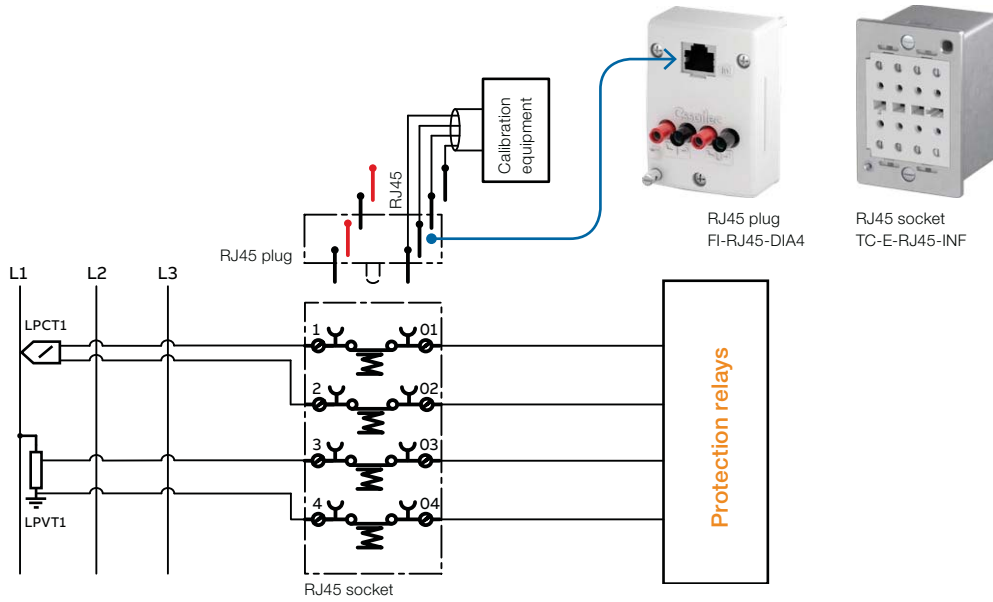 Calibration
equipment
RJ45
RJ45 plug
RJ45 plug
FI-RJ45-DIA4
RJ45 socket
TC-E-RJ45-INF
L1
L2
L3
LPCT1
1
01
2
02
3
03
4
04
LPVT1
Protection relays
RJ45 socket